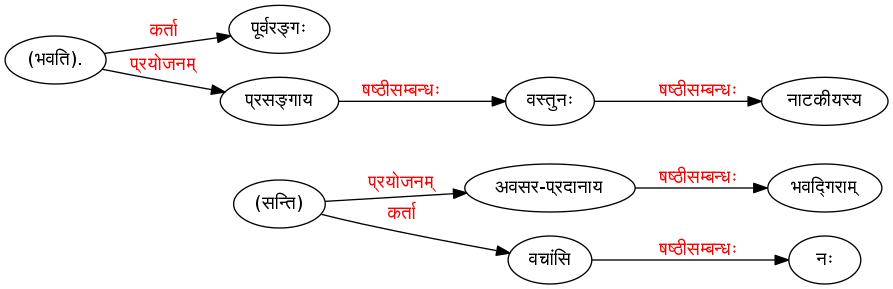 (भवति).
कर्ता
पूर्वरङ्गः
प्रयोजनम्
प्रसङ्गाय
षष्ठीसम्बन्धः
वस्तुनः
षष्ठीसम्बन्धः
नाटकीयस्य
(सन्ति)
प्रयोजनम्
अवसर-प्रदानाय
षष्ठीसम्बन्धः
भवद्गिराम्
कर्ता
वचांसि
षष्ठीसम्बन्धः
नः